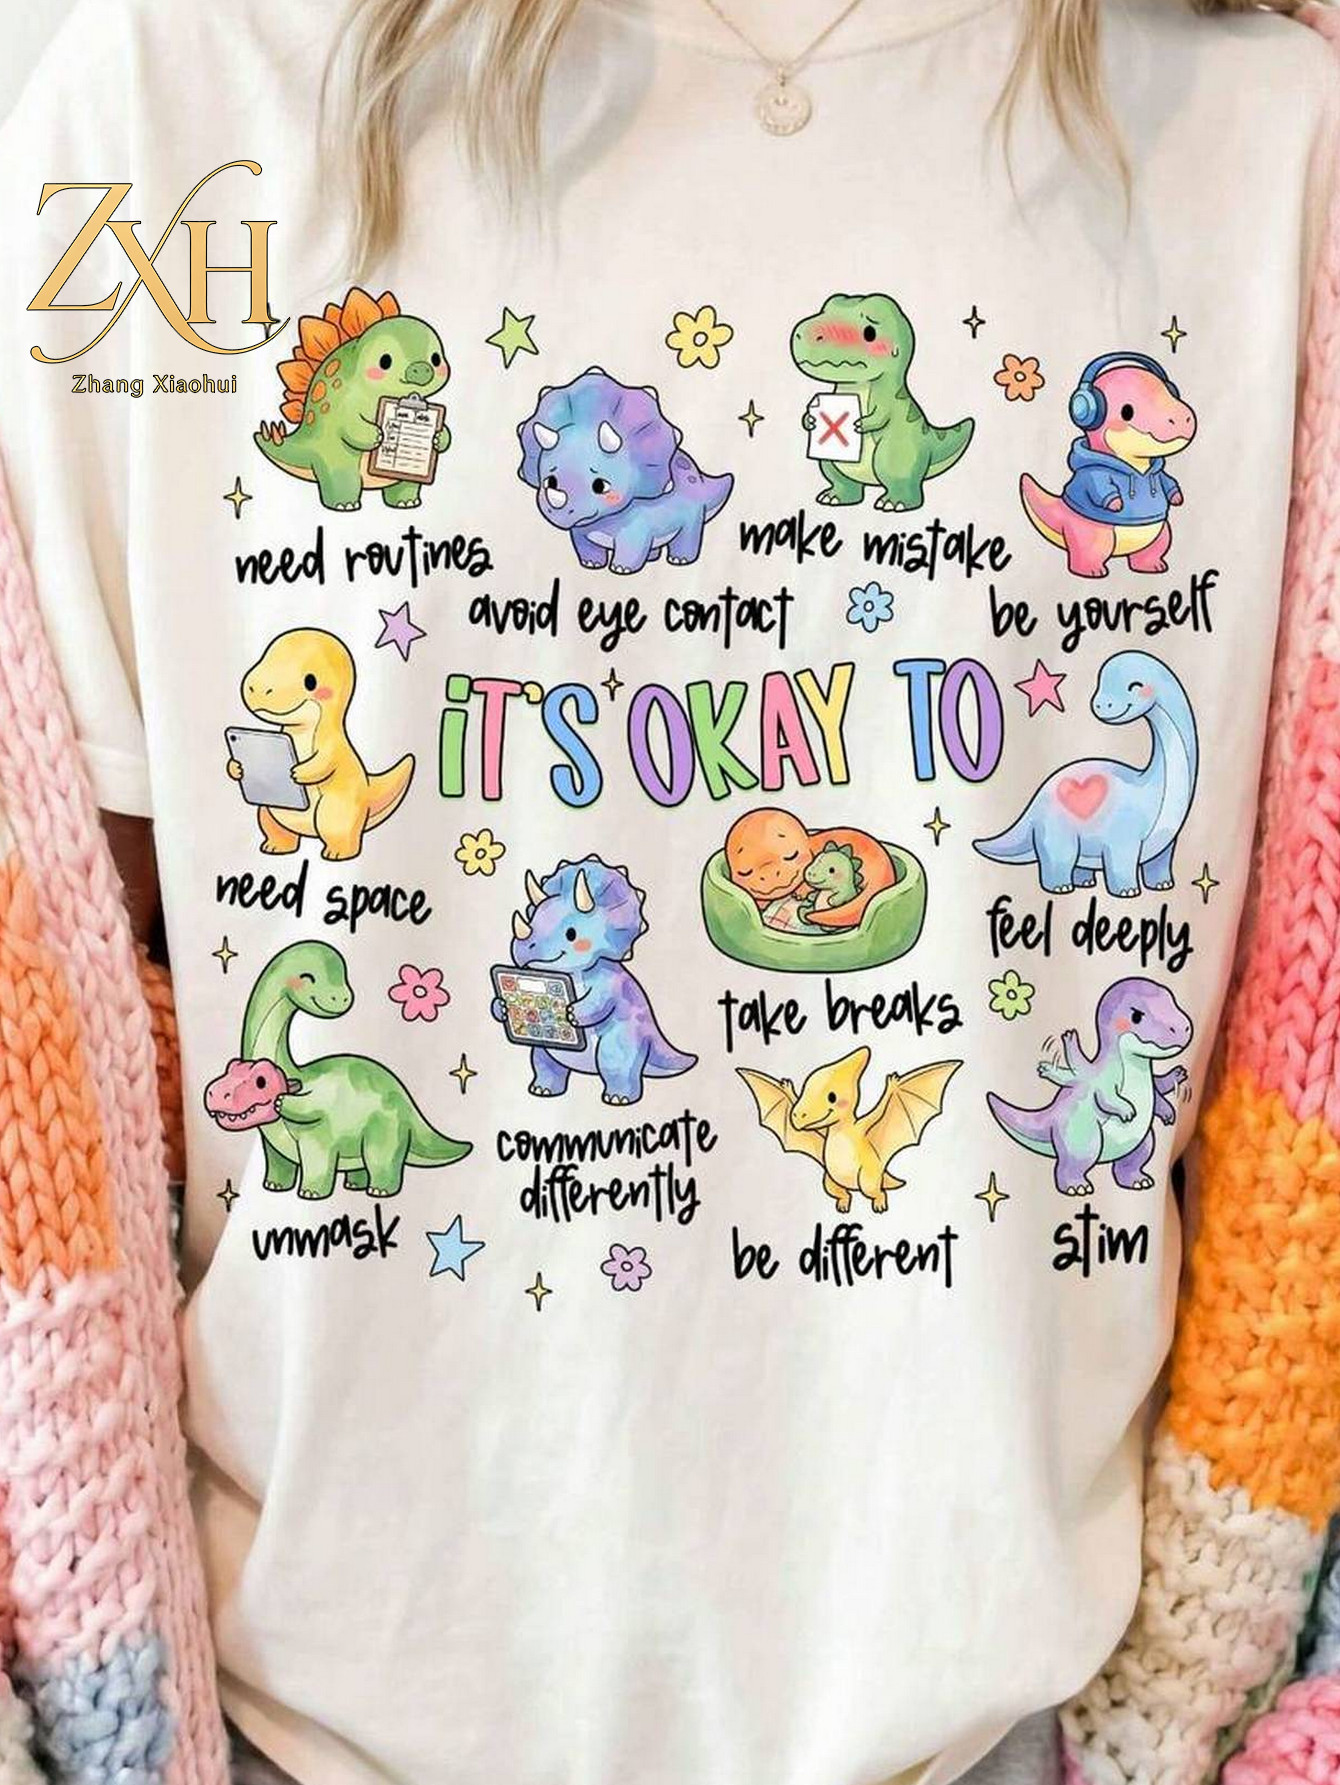 ZXH
Zhang Xiaohui
need routines
avoid eye contact
make mistake
be yourself
iT'S OKAY TO
need space
take breaks
feel deeply
unmask
communicate
differently
be different
stim